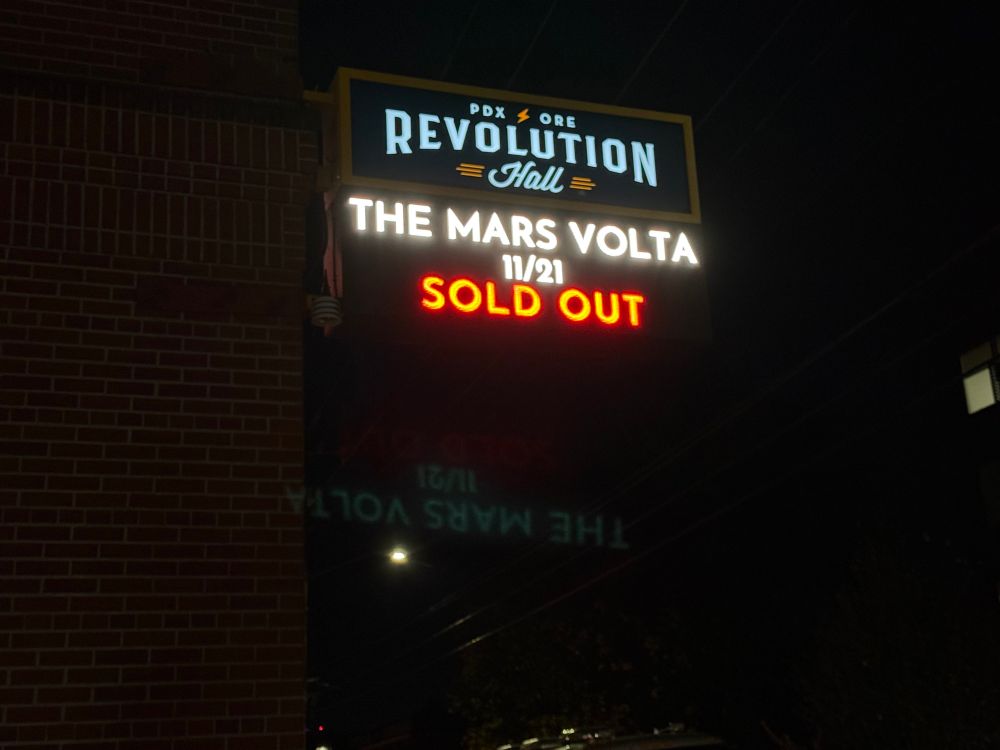 PDX ORE
REVOLUTION
Hall
THE MARS VOLTA
11/21
SOLD OUT